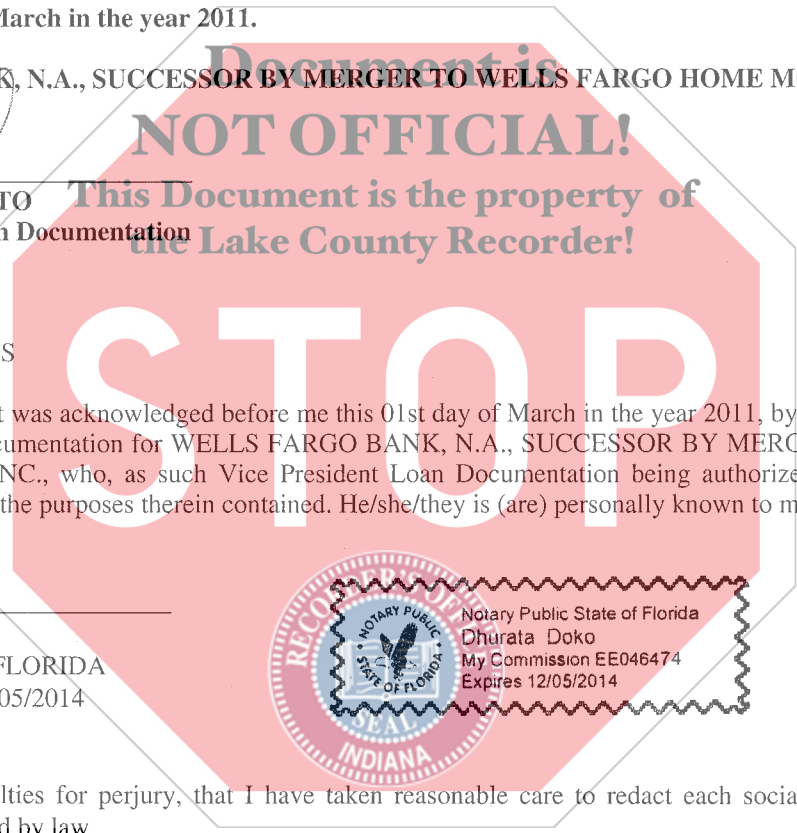 March in the year 2011.
Document is
K, N.A., SUCCESSOR BY MERGER TO WELLS FARGO HOME M
NOT OFFICIAL!
TO
This Document is the property of
n Documentation
the Lake County Recorder!
STOP
S
t was acknowledged before me this 01st day of March in the year 2011, by
cumentation for WELLS FARGO BANK, N.A., SUCCESSOR BY MERG
NC., who, as such Vice President Loan Documentation being authorize
the purposes therein contained. He/she/they is (are) personally known to m
RECORDER'S OFFICE
SEAL
INDIANA
NOTARY PUBLIC
STATE OF FLORIDA
Notary Public State of Florida
Dhurata Doko
My Commission EE046474
Expires 12/05/2014
FLORIDA
05/2014
lties for perjury, that I have taken reasonable care to redact each socia
d by law